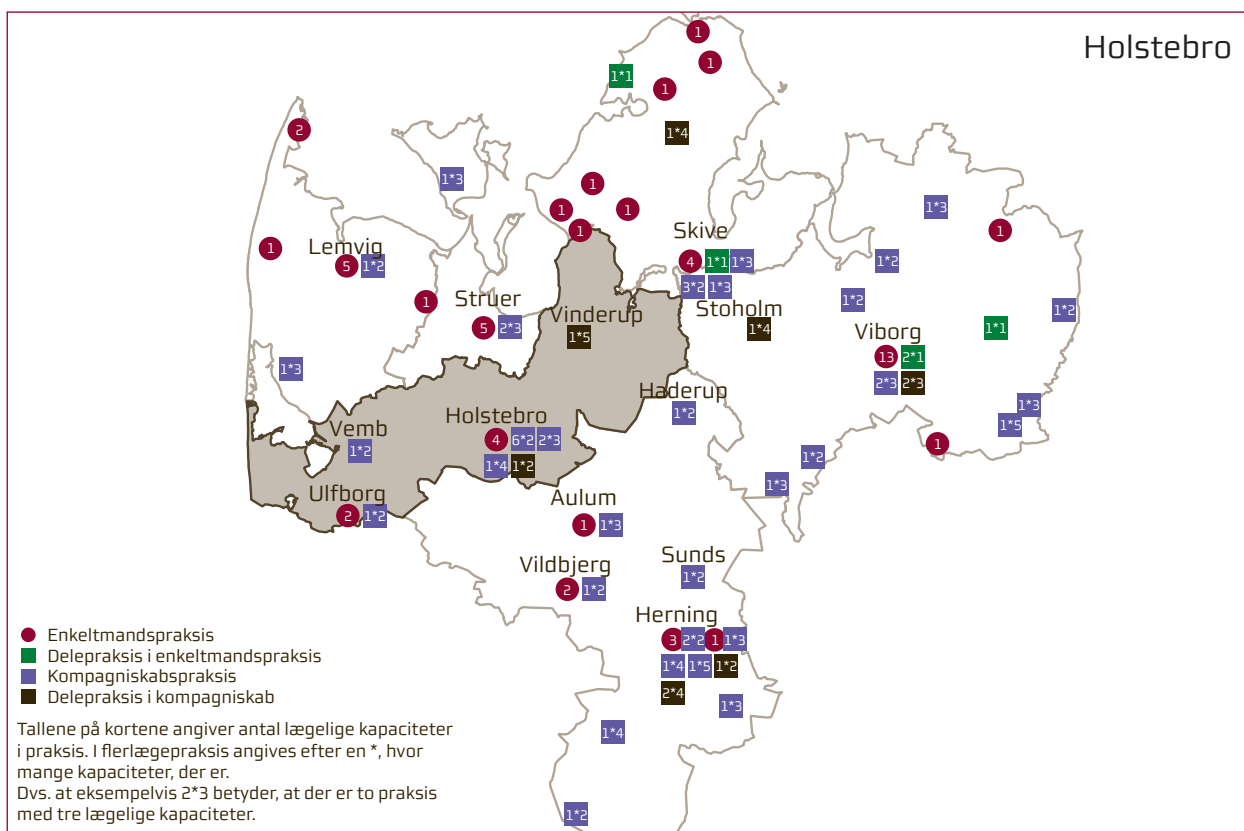 Holstebro
1
1
1*1
1
1*4
2
1*3
1
1
1
1
1*3
1
1
Lemvig
5 1*2
1
Skive
4 1*1 1*3
3*2 1*3
1*2
1*2
1*2
Struer
5 2*3
Vinderup
1*5
Stoholm
1*4
1*1
Viborg
13 2*1
2*3 2*3
1*3
Haderup
1*2
1*3
1*5
Vemb
1*2
Holstebro
4 6*2 2*3
1*4 1*2
1
1*2
1*3
Ulfborg
2 1*2
Aulum
1 1*3
Vildbjerg
2 1*2
Sunds
1*2
Herning
3 2*2 1 1*3
1*4 1*5 1*2
2*4
1*3
1*4
1*2
Enkeltmandspraksis
Delepraksis i enkeltmandspraksis
Kompagniskabspraksis
Delepraksis i kompagniskab
Tallene på kortene angiver antal lægelige kapaciteter
i praksis. I flerlægepraksis angives efter en *, hvor
mange kapaciteter, der er.
Dvs. at eksempelvis 2*3 betyder, at der er to praksis
med tre lægelige kapaciteter.